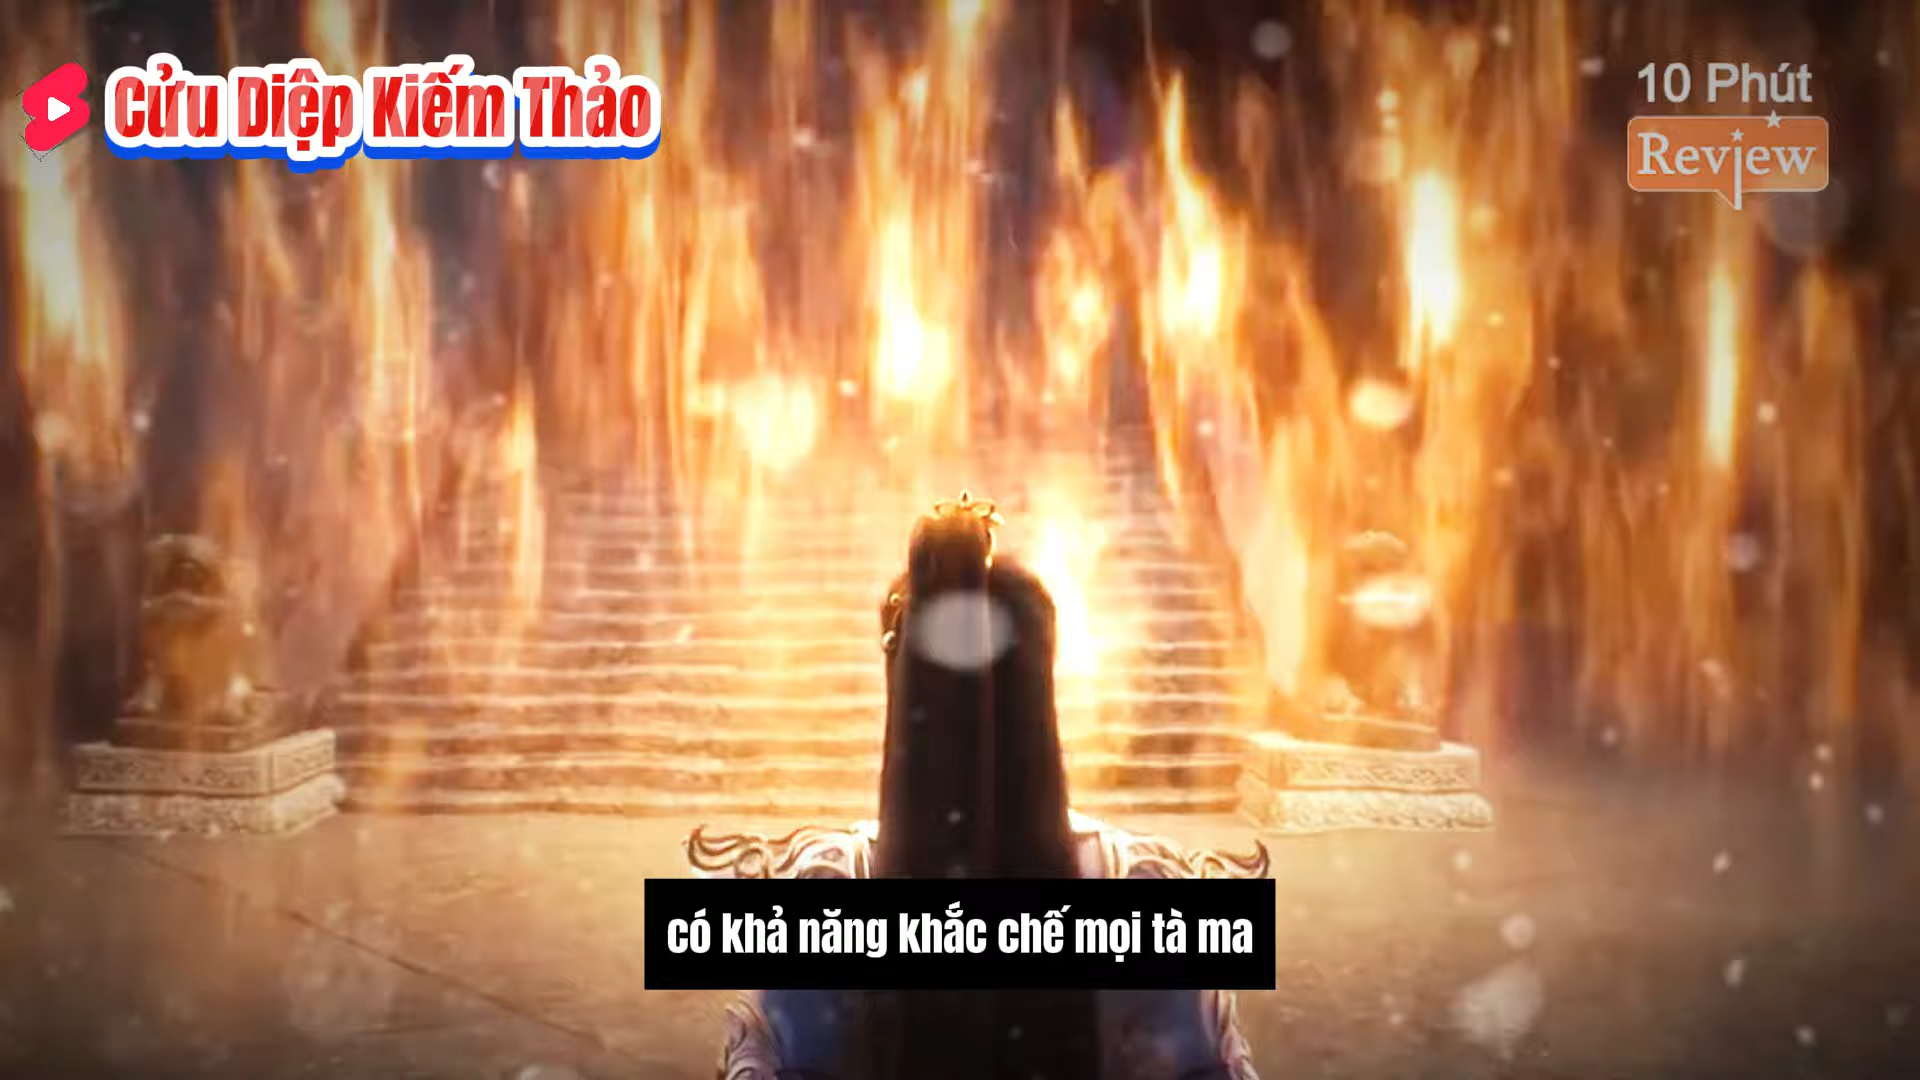 Cửu Diệp Kiếm Thảo
10 Phút
Review
có khả năng khắc chế mọi tà ma